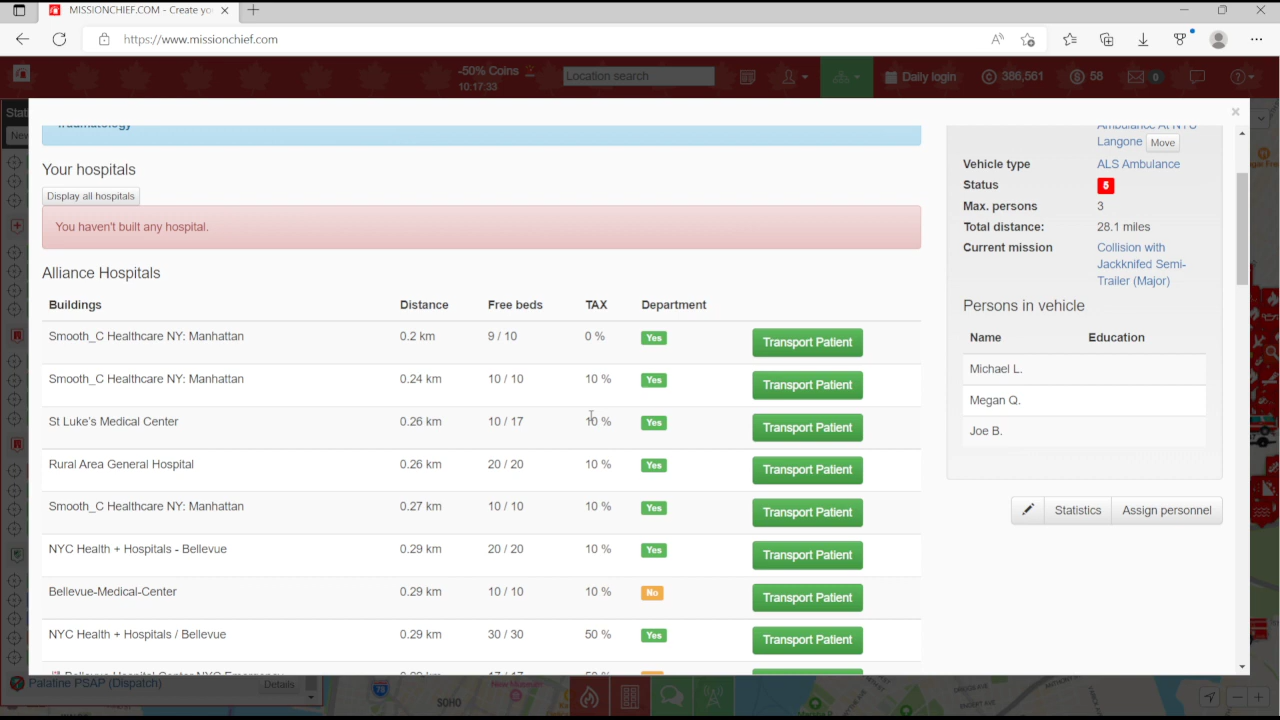 MISSIONCHIEF.COM - Create yo
https://www.missionchief.com
-50% Coins
10:17:33
Location search
Daily login
386,561
58
0
Stati
New
Traumatology
Your hospitals
Display all hospitals
You haven't built any hospital.
Alliance Hospitals
Buildings Distance Free beds TAX Department
Smooth_C Healthcare NY: Manhattan 0.2 km 9 / 10 0 % Yes Transport Patient
Smooth_C Healthcare NY: Manhattan 0.24 km 10 / 10 10 % Yes Transport Patient
St Luke's Medical Center 0.26 km 10 / 17 10 % Yes Transport Patient
Rural Area General Hospital 0.26 km 20 / 20 10 % Yes Transport Patient
Smooth_C Healthcare NY: Manhattan 0.27 km 10 / 10 10 % Yes Transport Patient
NYC Health + Hospitals - Bellevue 0.29 km 20 / 20 10 % Yes Transport Patient
Bellevue-Medical-Center 0.29 km 10 / 10 10 % No Transport Patient
NYC Health + Hospitals / Bellevue 0.29 km 30 / 30 50 % Yes Transport Patient
Ambulance At NYU
Langone Move
Vehicle type ALS Ambulance
Status 5
Max. persons 3
Total distance: 28.1 miles
Current mission Collision with
Jackknifed Semi-
Trailer (Major)
Persons in vehicle
Name Education
Michael L.
Megan Q.
Joe B.
Statistics Assign personnel
Palatine PSAP (Dispatch) Details
SOHO